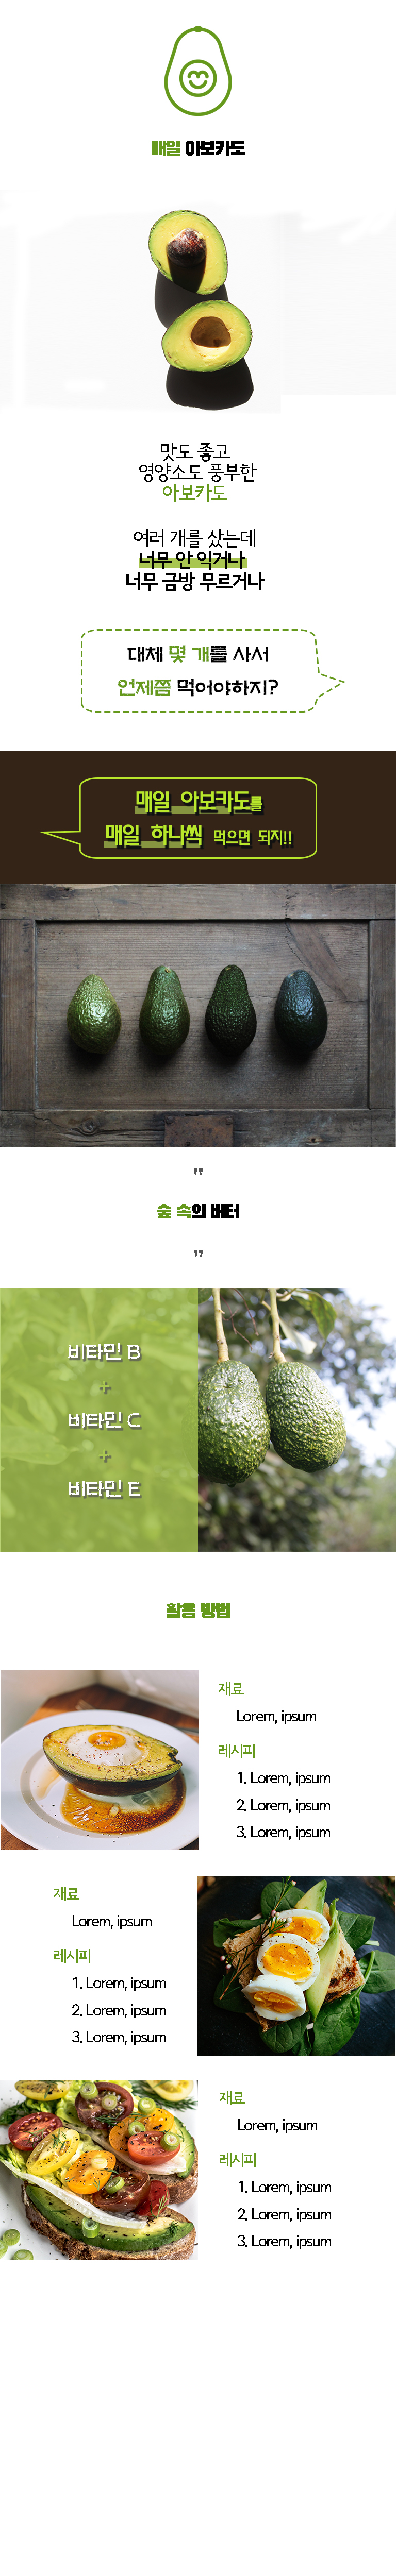 매일 아보카도
맛도 좋고
영양소도 풍부한
아보카도
여러 개를 샀는데
너무 안 익거나
너무 금방 무르거나
대체 몇 개를 사서
언제쯤 먹어야하지?
매일 아보카도를
매일 하나씩 먹으면 되지!!
"
숲 속의 버터
"
비타민 B
+
비타민 C
+
비타민 E
활용 방법
재료
Lorem, ipsum
레시피
1. Lorem, ipsum
2. Lorem, ipsum
3. Lorem, ipsum
재료
Lorem, ipsum
레시피
1. Lorem, ipsum
2. Lorem, ipsum
3. Lorem, ipsum
재료
Lorem, ipsum
레시피
1. Lorem, ipsum
2. Lorem, ipsum
3. Lorem, ipsum